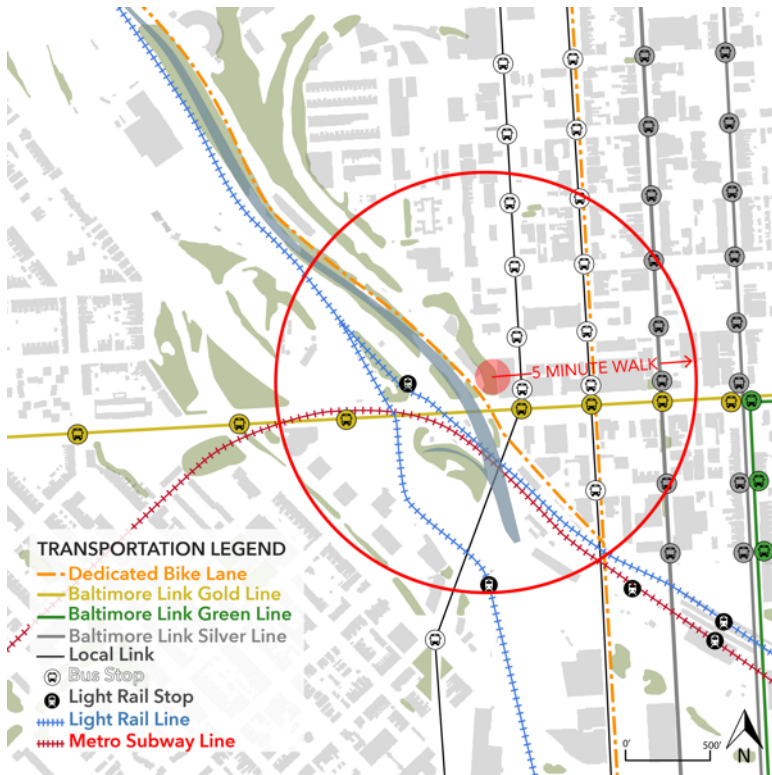 5 MINUTE WALK
TRANSPORTATION LEGEND
Dedicated Bike Lane
Baltimore Link Gold Line
Baltimore Link Green Line
Baltimore Link Silver Line
Local Link
Bus Stop
Light Rail Stop
Light Rail Line
Metro Subway Line
0' 500'
N